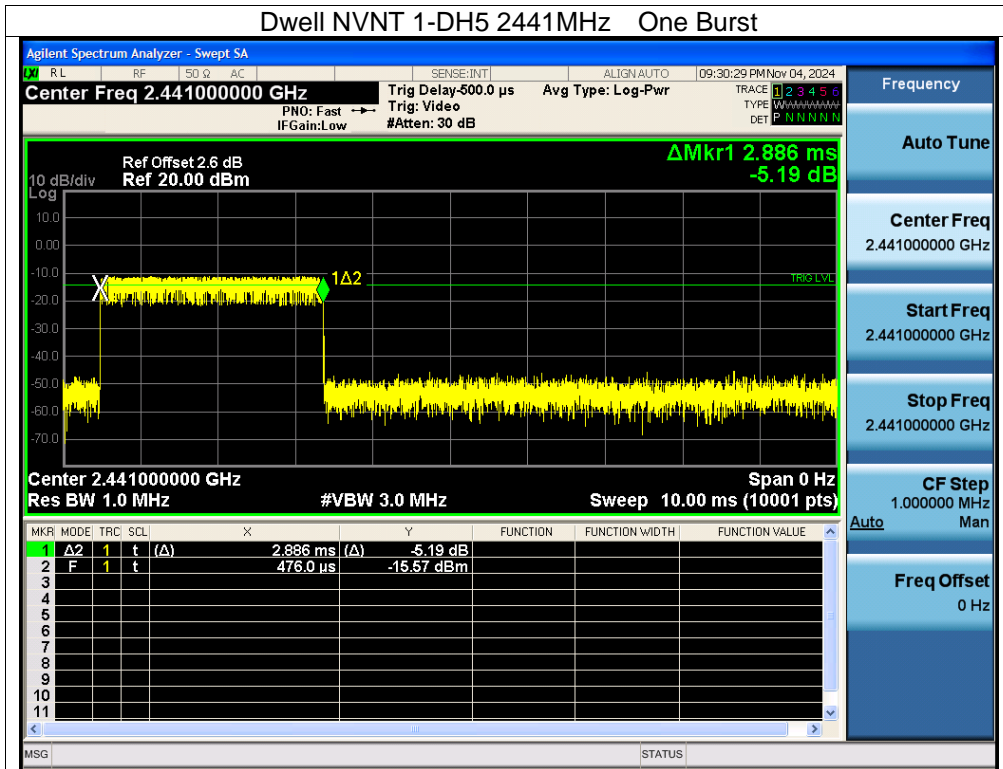 Dwell NVNT 1-DH5 2441MHz    One Burst
Agilent Spectrum Analyzer - Swept SA
LXI RL RF 50 Ω AC SENSE:INT ALIGN AUTO 09:30:29 PM Nov 04, 2024
Center Freq 2.441000000 GHz
PNO: Fast
IFGain:Low
Trig Delay-500.0 µs
Trig: Video
#Atten: 30 dB
Avg Type: Log-Pwr
TRACE 1 2 3 4 5 6
TYPE WWWWWW
DET P N N N N N
ΔMkr1 2.886 ms
-5.19 dB
Ref Offset 2.6 dB
10 dB/div Ref 20.00 dBm
Log
10.0
0.00
-10.0
-20.0
-30.0
-40.0
-50.0
-60.0
-70.0
1Δ2
TRIG LVL
Center 2.441000000 GHz Span 0 Hz
Res BW 1.0 MHz #VBW 3.0 MHz Sweep 10.00 ms (10001 pts)
MKR MODE TRC SCL X Y FUNCTION FUNCTION WIDTH FUNCTION VALUE
1 Δ2 1 t (Δ) 2.886 ms (Δ) -5.19 dB
2 F 1 t 476.0 µs -15.57 dBm
3
4
5
6
7
8
9
10
11
MSG STATUS
Frequency
Auto Tune
Center Freq
2.441000000 GHz
Start Freq
2.441000000 GHz
Stop Freq
2.441000000 GHz
CF Step
1.000000 MHz
Auto Man
Freq Offset
0 Hz